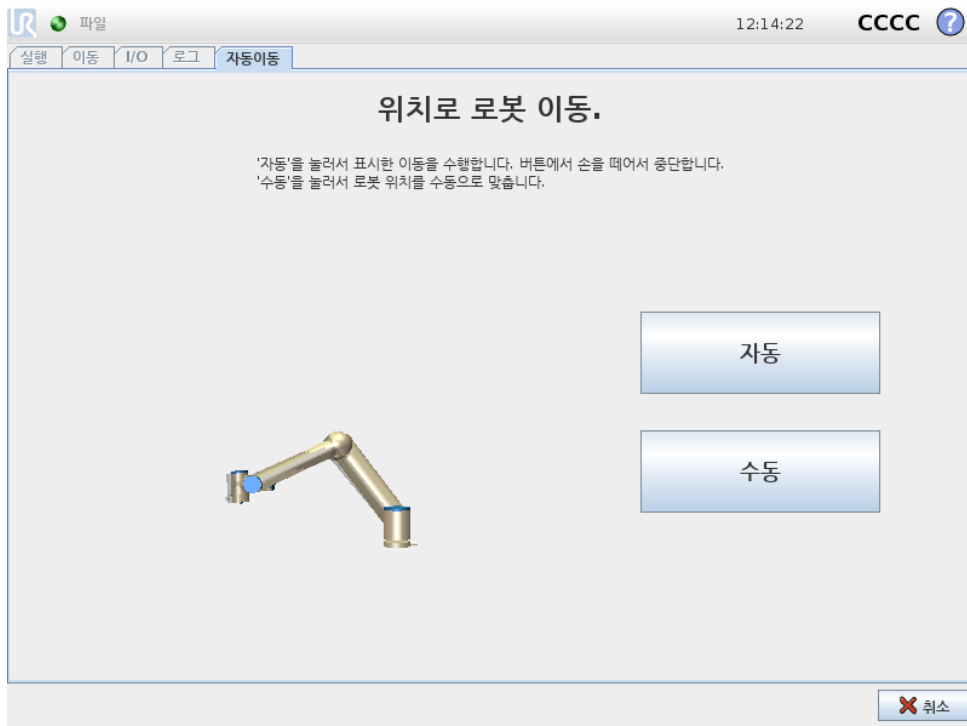 UR
파일
12:14:22
CCCC
?
실행
이동
I/O
로그
자동이동
위치로 로봇 이동.
'자동'을 눌러서 표시한 이동을 수행합니다. 버튼에서 손을 떼어서 중단합니다.
'수동'을 눌러서 로봇 위치를 수동으로 맞춥니다.
자동
수동
취소